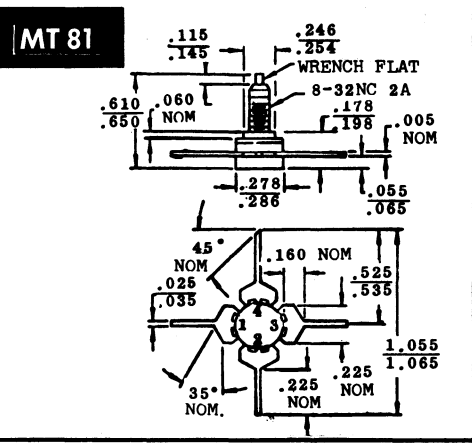 MT 81
.115
.145
.246
.254
WRENCH FLAT
8-32NC 2A
.610
.650
.060
NOM
.178
.198
.005
NOM
.278
.286
.055
.065
45°
NOM
.160 NOM
.525
.535
.025
.035
4
1 3
2
1.055
1.065
35°
NOM.
.225
NOM
.225
NOM